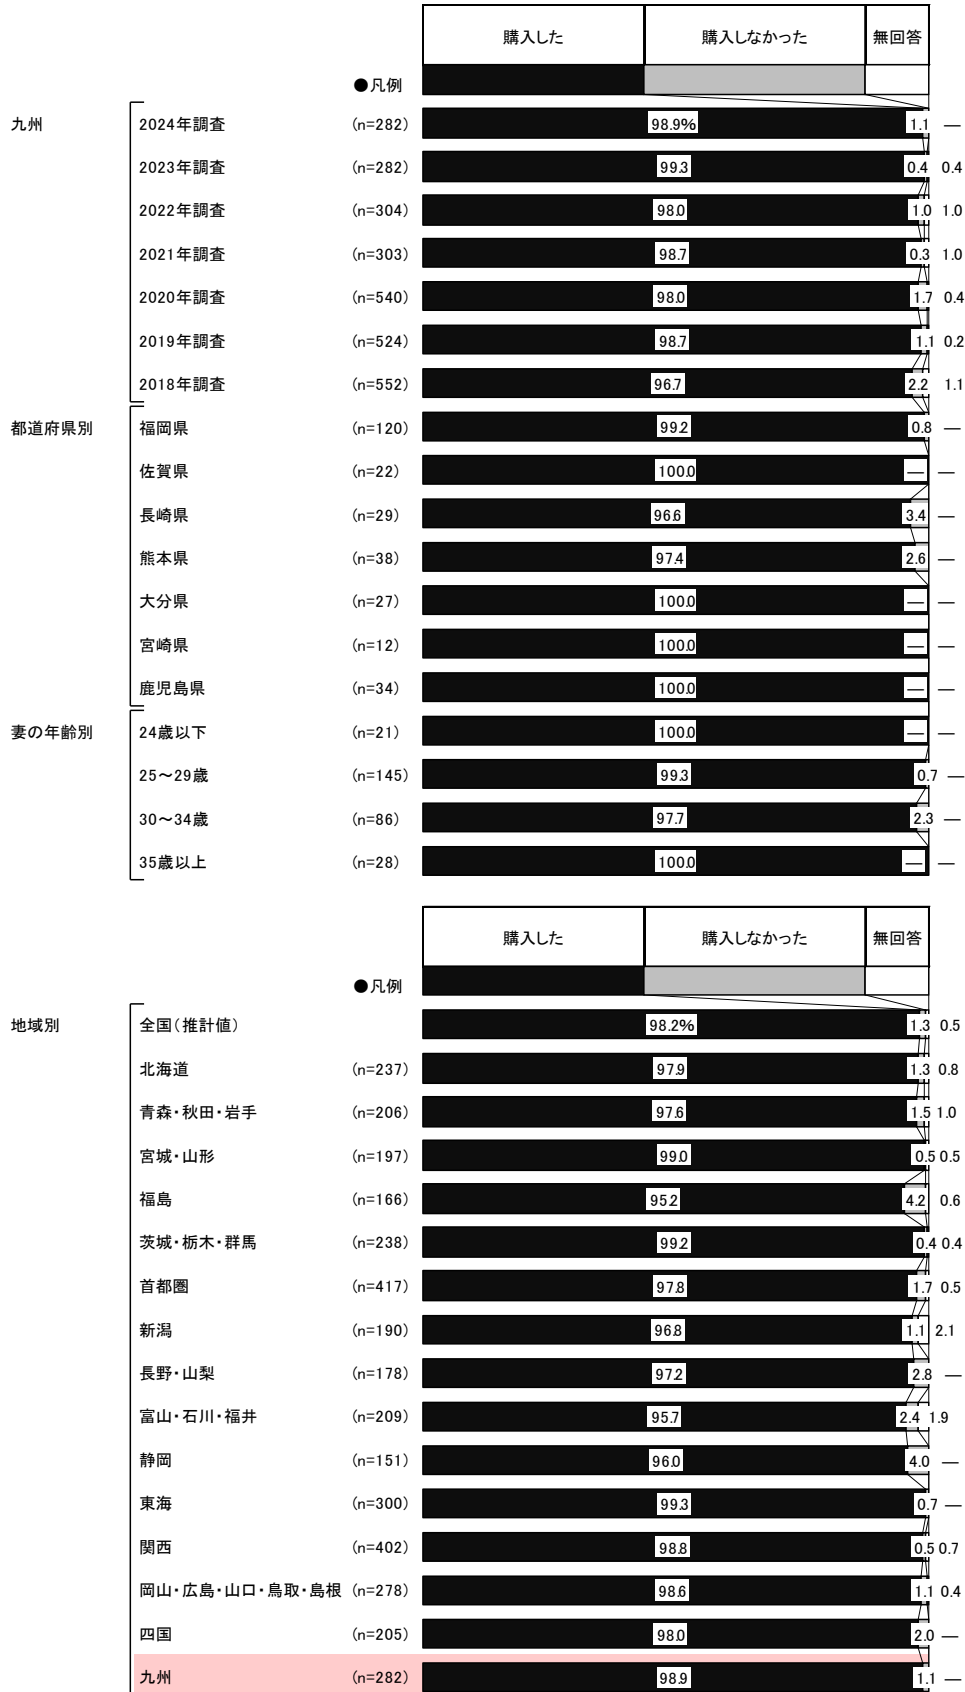 購入した 購入しなかった 無回答
●凡例
九州 2024年調査 (n=282) 98.9% 1.1 —
2023年調査 (n=282) 99.3 0.4 0.4
2022年調査 (n=304) 98.0 1.0 1.0
2021年調査 (n=303) 98.7 0.3 1.0
2020年調査 (n=540) 98.0 1.7 0.4
2019年調査 (n=524) 98.7 1.1 0.2
2018年調査 (n=552) 96.7 2.2 1.1
都道府県別 福岡県 (n=120) 99.2 0.8 —
佐賀県 (n=22) 100.0 — —
長崎県 (n=29) 96.6 3.4 —
熊本県 (n=38) 97.4 2.6 —
大分県 (n=27) 100.0 — —
宮崎県 (n=12) 100.0 — —
鹿児島県 (n=34) 100.0 — —
妻の年齢別 24歳以下 (n=21) 100.0 — —
25〜29歳 (n=145) 99.3 0.7 —
30〜34歳 (n=86) 97.7 2.3 —
35歳以上 (n=28) 100.0 — —
購入した 購入しなかった 無回答
●凡例
地域別 全国(推計値) 98.2% 1.3 0.5
北海道 (n=237) 97.9 1.3 0.8
青森・秋田・岩手 (n=206) 97.6 1.5 1.0
宮城・山形 (n=197) 99.0 0.5 0.5
福島 (n=166) 95.2 4.2 0.6
茨城・栃木・群馬 (n=238) 99.2 0.4 0.4
首都圏 (n=417) 97.8 1.7 0.5
新潟 (n=190) 96.8 1.1 2.1
長野・山梨 (n=178) 97.2 2.8 —
富山・石川・福井 (n=209) 95.7 2.4 1.9
静岡 (n=151) 96.0 4.0 —
東海 (n=300) 99.3 0.7 —
関西 (n=402) 98.8 0.5 0.7
岡山・広島・山口・鳥取・島根 (n=278) 98.6 1.1 0.4
四国 (n=205) 98.0 2.0 —
九州 (n=282) 98.9 1.1 —